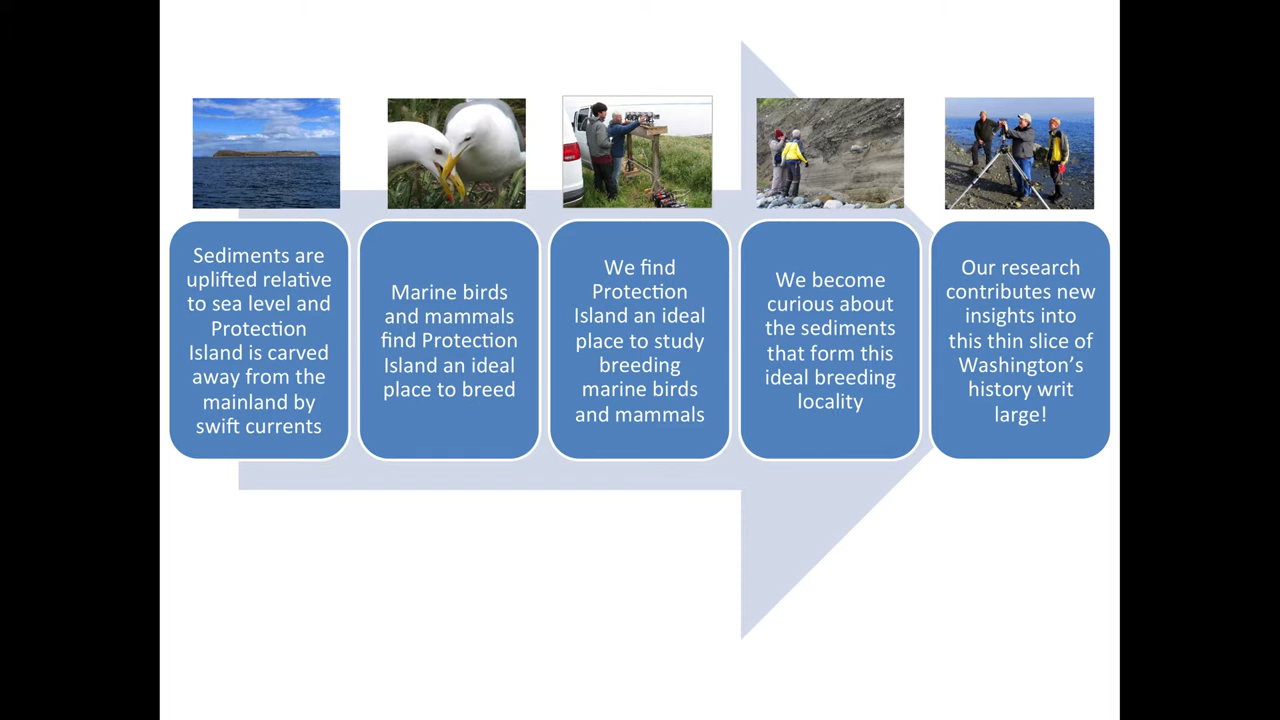 Sediments are
uplifted relative
to sea level and
Protection
Island is carved
away from the
mainland by
swift currents
Marine birds
and mammals
find Protection
Island an ideal
place to breed
We find
Protection
Island an ideal
place to study
breeding
marine birds
and mammals
We become
curious about
the sediments
that form this
ideal breeding
locality
Our research
contributes new
insights into
this thin slice of
Washington's
history writ
large!